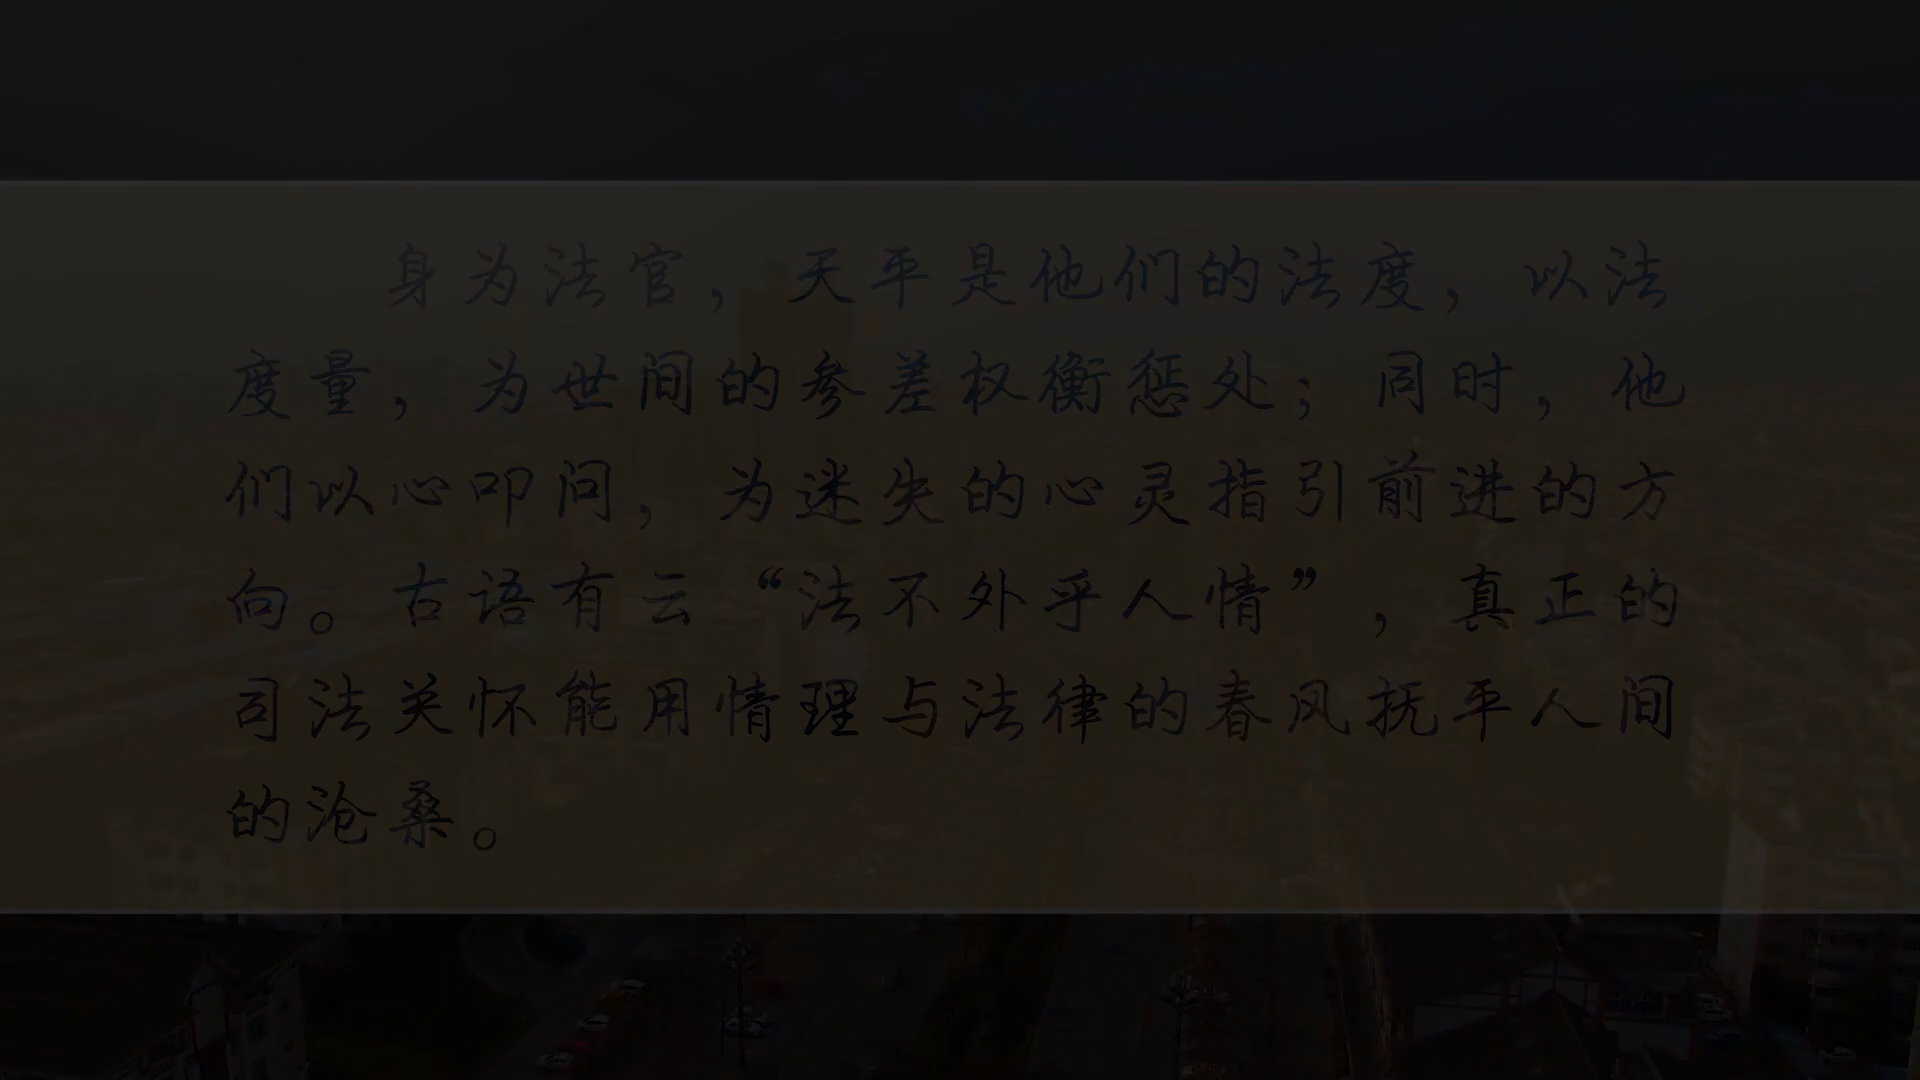 身为法官，天平是他们的法度，以法
度量，为世间的参差权衡惩处；同时，他
们以心叩问，为迷失的心灵指引前进的方
向。古语有云“法不外乎人情”，真正的
司法关怀能用情理与法律的春风抚平人间
的沧桑。